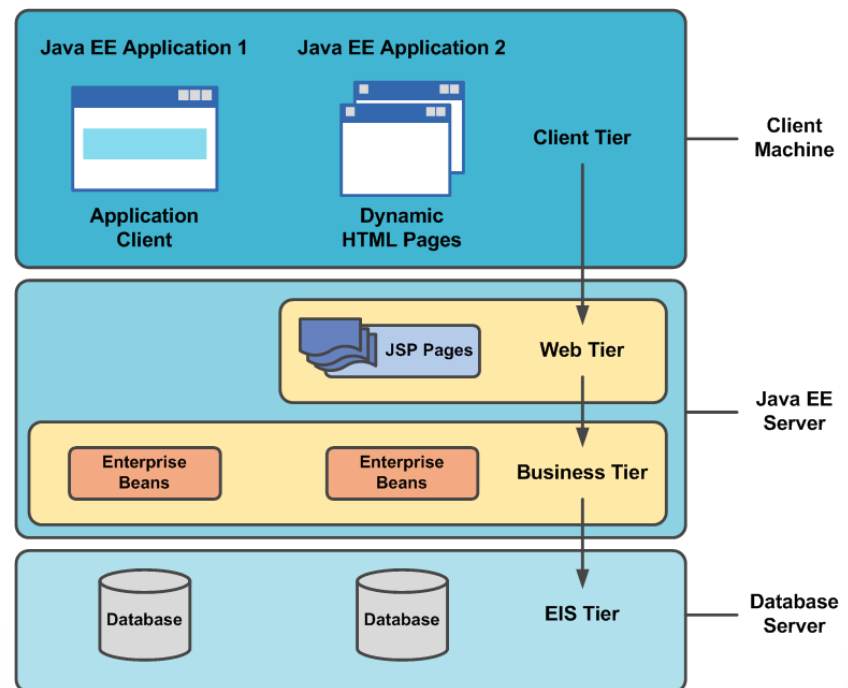 Java EE Application 1
Java EE Application 2
Client Tier
Client
Machine
Application
Client
Dynamic
HTML Pages
JSP Pages
Web Tier
Java EE
Server
Enterprise
Beans
Enterprise
Beans
Business Tier
Database
Database
EIS Tier
Database
Server